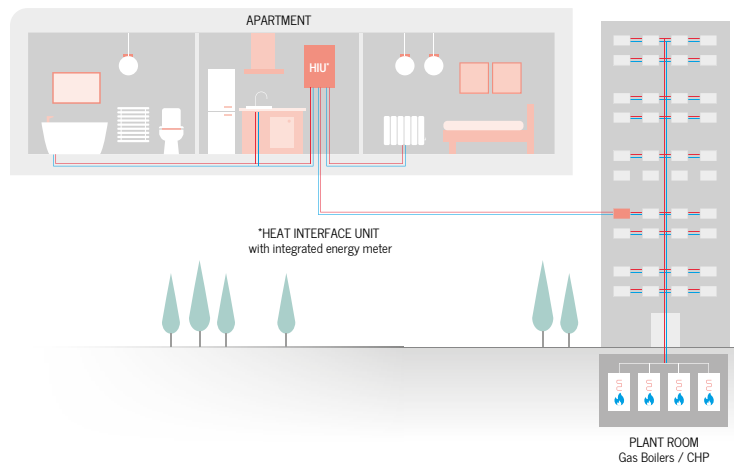 APARTMENT
HIU*
*HEAT INTERFACE UNIT
with integrated energy meter
PLANT ROOM
Gas Boilers / CHP